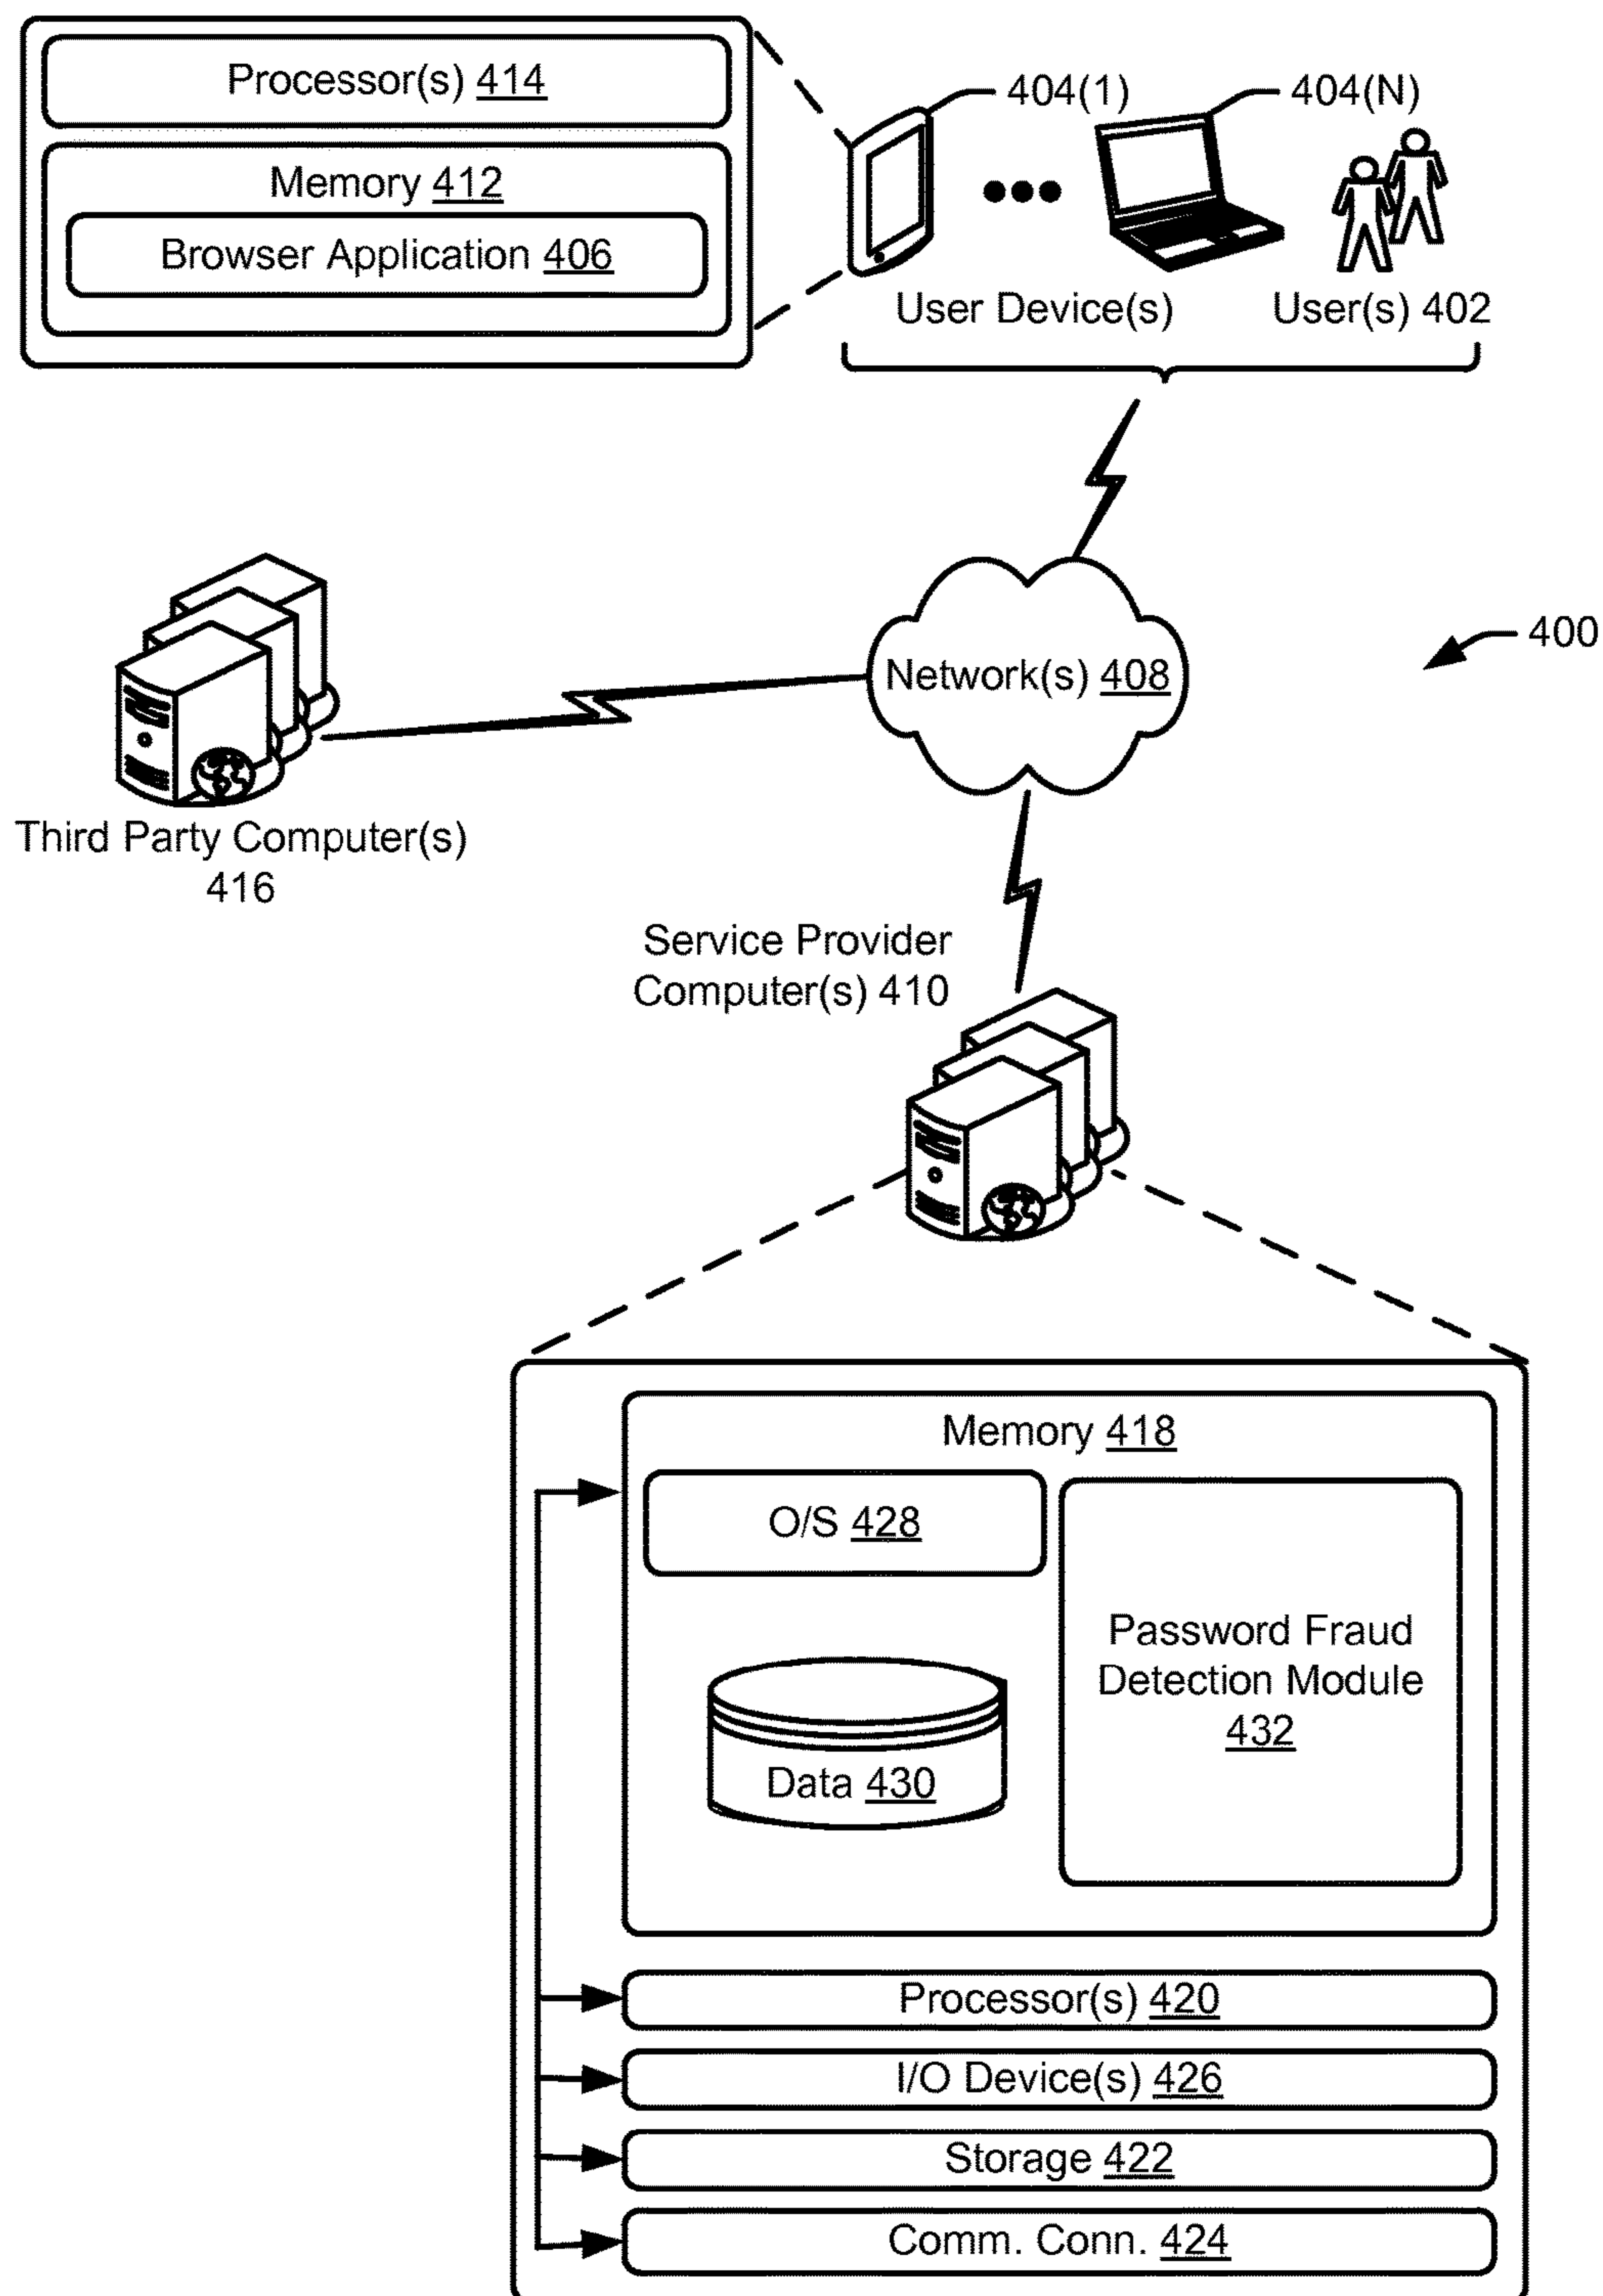 Processor(s) 414
Memory 412
Browser Application 406
404(1)
404(N)
User Device(s)
User(s) 402
Network(s) 408
400
Third Party Computer(s)
416
Service Provider
Computer(s) 410
Memory 418
O/S 428
Password Fraud
Detection Module
432
Data 430
Processor(s) 420
I/O Device(s) 426
Storage 422
Comm. Conn. 424